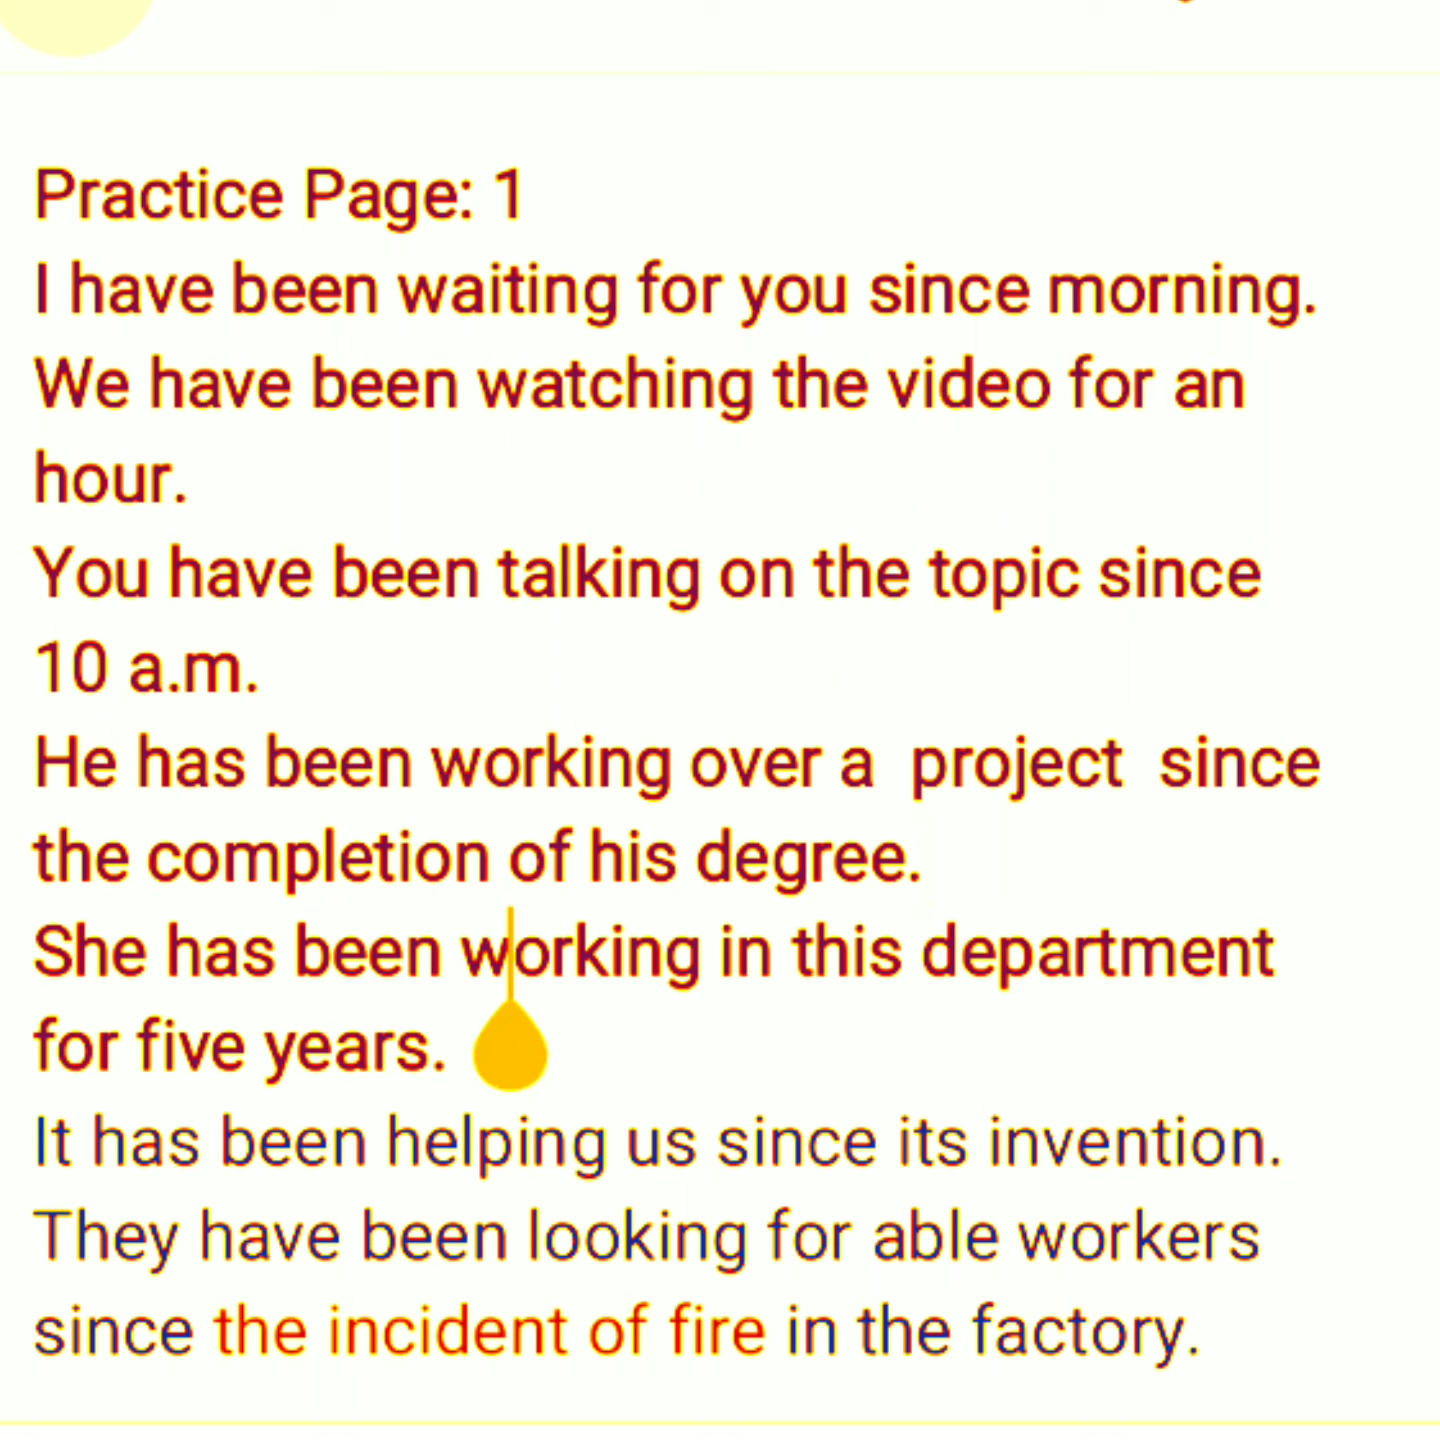 Practice Page: 1
I have been waiting for you since morning.
We have been watching the video for an
hour.
You have been talking on the topic since
10 a.m.
He has been working over a  project  since
the completion of his degree.
She has been working in this department
for five years.
It has been helping us since its invention.
They have been looking for able workers
since the incident of fire in the factory.